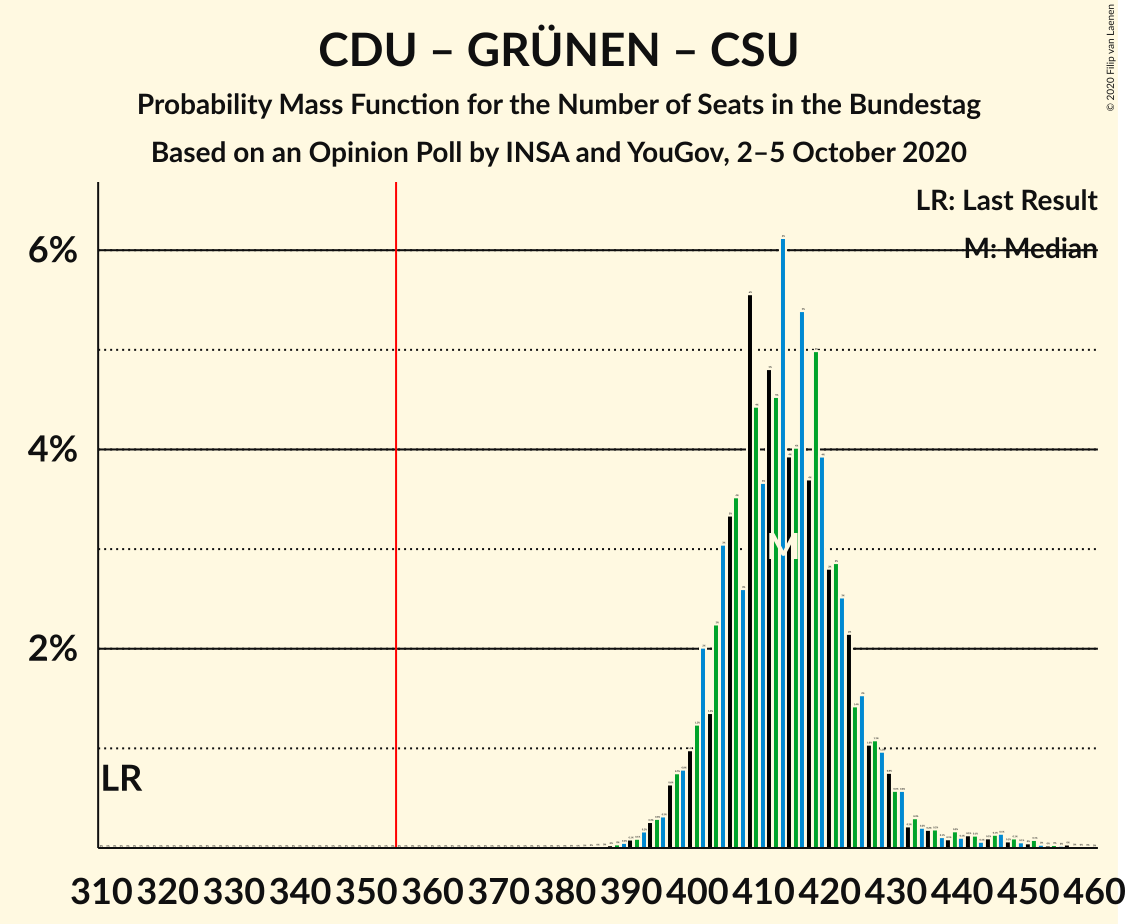 CDU – GRÜNEN – CSU
Probability Mass Function for the Number of Seats in the Bundestag
Based on an Opinion Poll by INSA and YouGov, 2–5 October 2020
© 2020 Filip van Laenen
LR: Last Result
M: Median
6%
4%
2%
M
LR
310 320 330 340 350 360 370 380 390 400 410 420 430 440 450 460